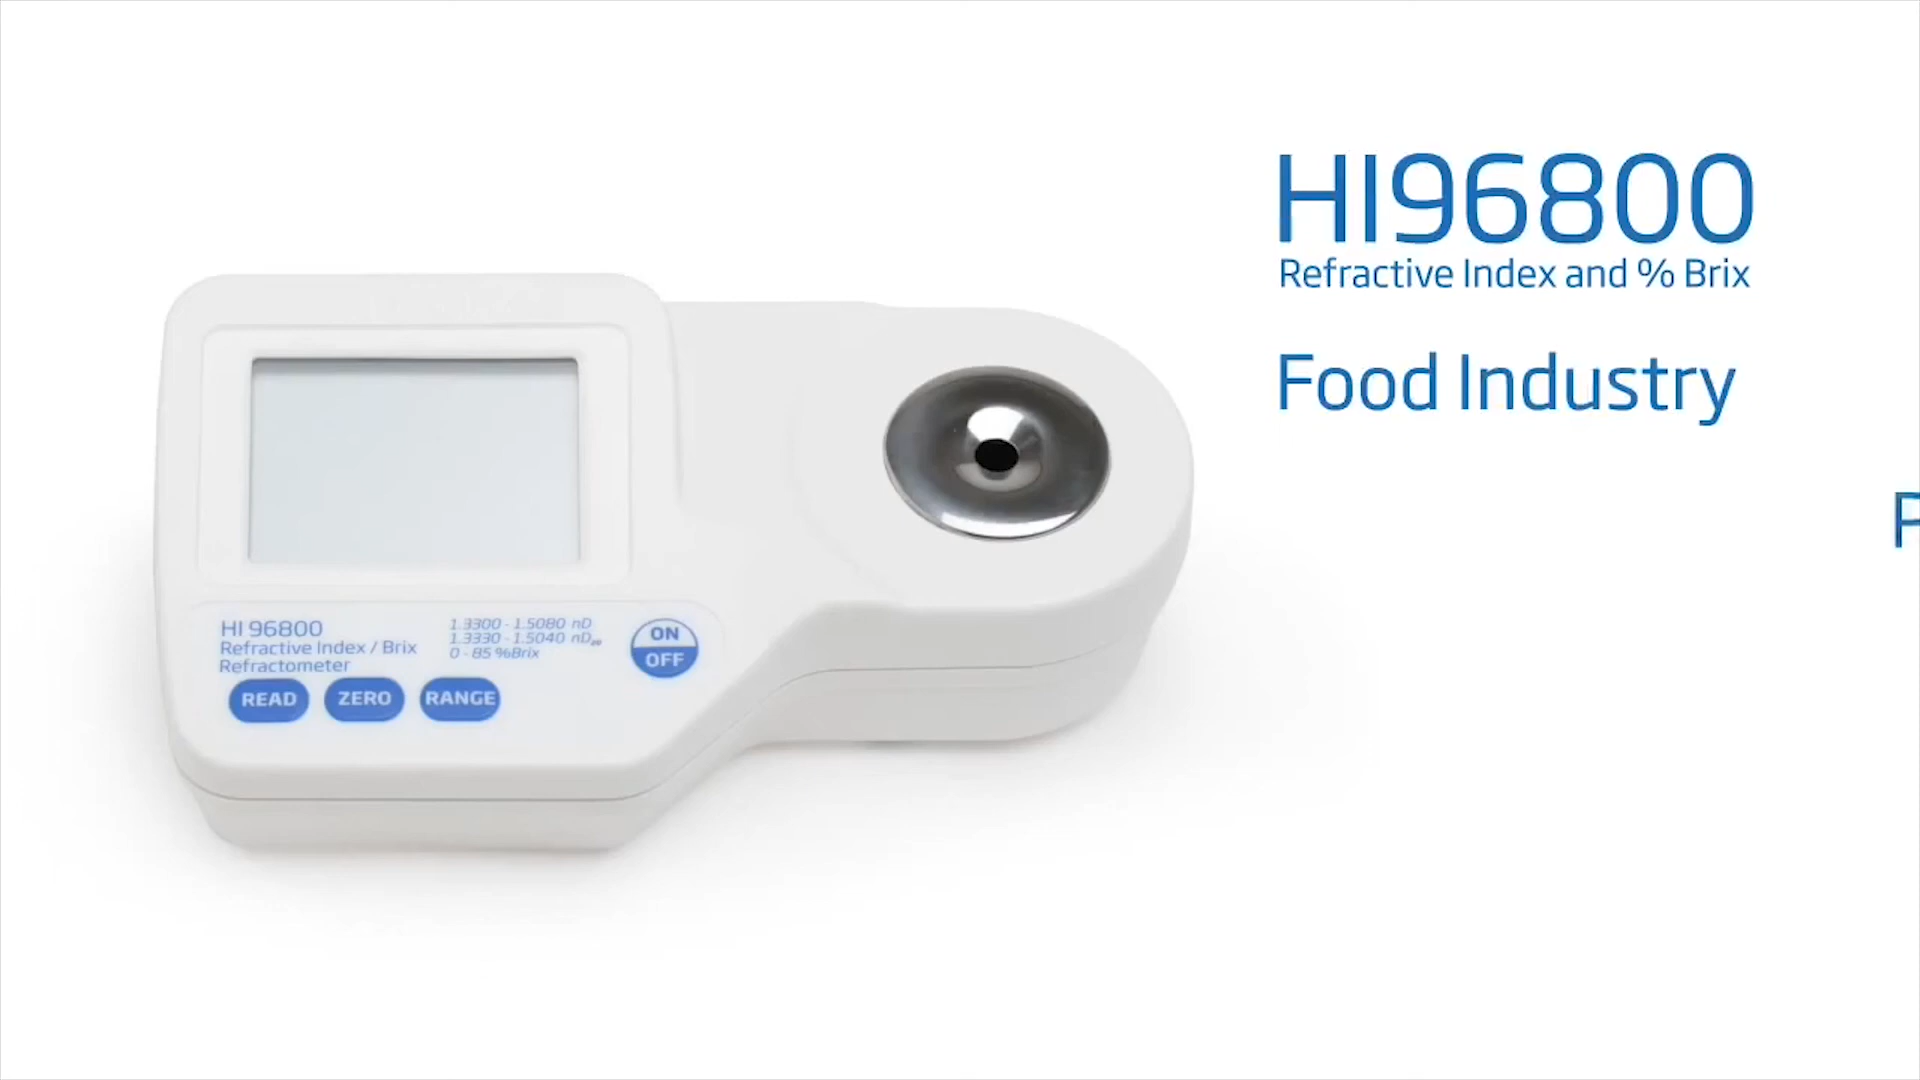 HI96800
Refractive Index and % Brix
Food Industry
P
HI 96800
Refractive Index / Brix
Refractometer
1.3300 - 1.5080 nD
1.3330 - 1.5040 nD₂₀
0 - 85 %Brix
ON
OFF
READ
ZERO
RANGE